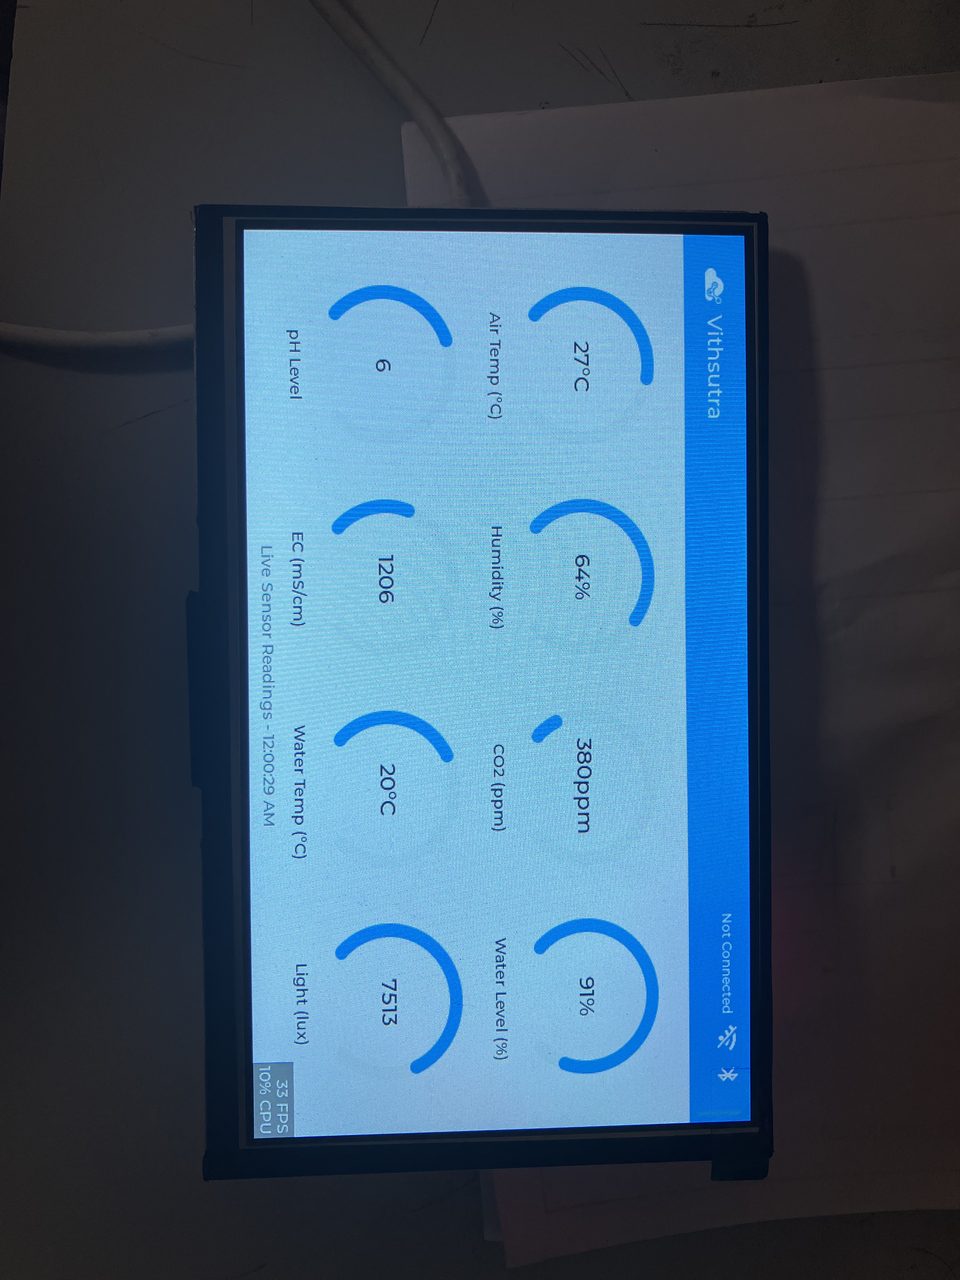 Vithsutra
Not Connected
27°C
Air Temp (°C)
64%
Humidity (%)
380ppm
CO2 (ppm)
91%
Water Level (%)
6
pH Level
1206
EC (mS/cm)
20°C
Water Temp (°C)
7513
Light (lux)
Live Sensor Readings - 12:00:29 AM
33 FPS
10% CPU